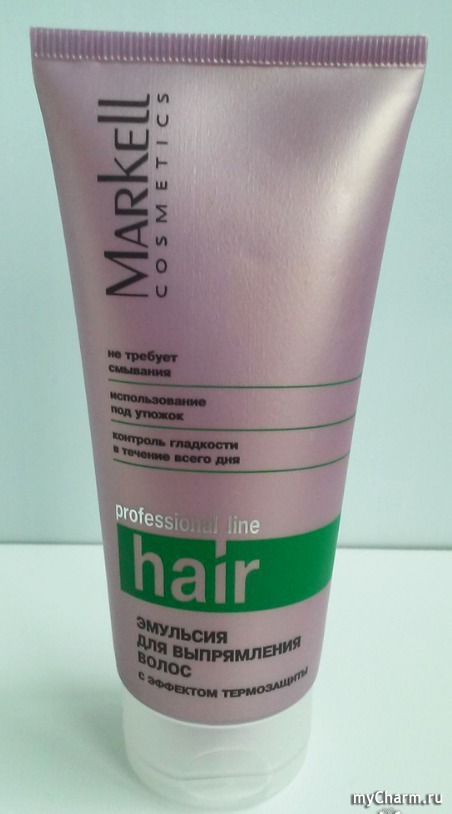 MARKELL
COSMETICS
не требует
смывания
использование
под утюжок
контроль гладкости
в течение всего дня
professional line
hair
ЭМУЛЬСИЯ
ДЛЯ ВЫПРЯМЛЕНИЯ
ВОЛОС
С ЭФФЕКТОМ ТЕРМОЗАЩИТЫ
myCharm.ru